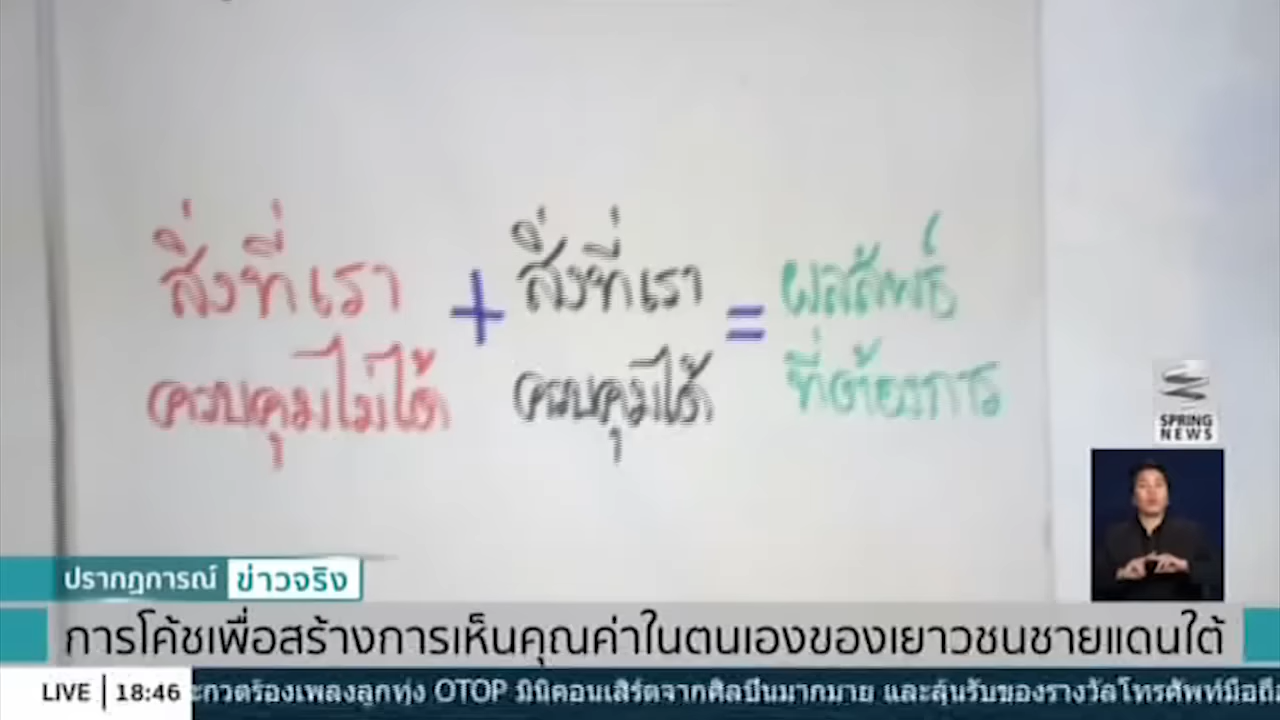 สิ่งที่เรา + สิ่งที่เรา = ผลลัพธ์
ควบคุมไม่ได้ ควบคุมได้ ที่ต้องการ
SPRING
NEWS
ปรากฏการณ์ ข่าวจริง
การโค้ชเพื่อสร้างการเห็นคุณค่าในตนเองของเยาวชนชายแดนใต้
LIVE 18:46 ะกวดร้องเพลงลูกทุ่ง OTOP มินิคอนเสิร์ตจากศิลปินมากมาย และลุ้นรับของรางวัลโทรศัพท์มือถือ